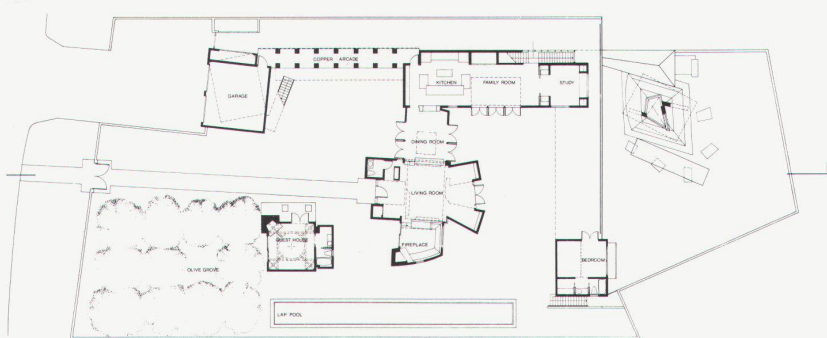 COPPER ARCADE
KITCHEN
FAMILY ROOM
STUDY
GARAGE
DINING ROOM
LIVING ROOM
GUEST HOUSE
FIREPLACE
BEDROOM
OLIVE GROVE
LAP POOL